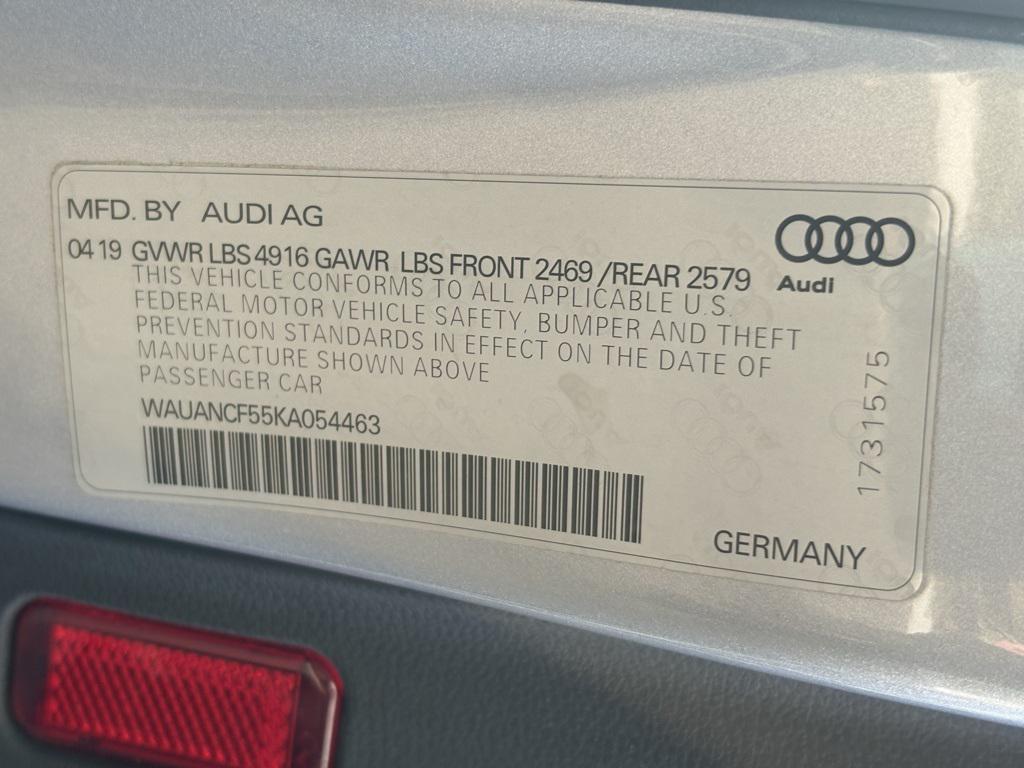 MFD. BY AUDI AG
04 19 GVWR LBS 4916 GAWR LBS FRONT 2469 /REAR 2579
THIS VEHICLE CONFORMS TO ALL APPLICABLE U.S.
FEDERAL MOTOR VEHICLE SAFETY, BUMPER AND THEFT
PREVENTION STANDARDS IN EFFECT ON THE DATE OF
MANUFACTURE SHOWN ABOVE
PASSENGER CAR
WAUANCF55KA054463
Audi
17315575
GERMANY